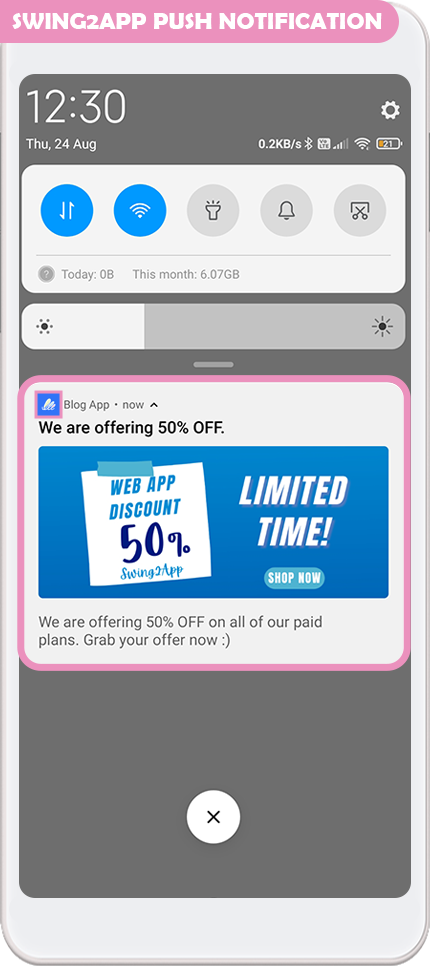 SWING2APP PUSH NOTIFICATION
12:30
Thu, 24 Aug
0.2KB/s
21
Today: 0B This month: 6.07GB
Blog App • now
We are offering 50% OFF.
WEB APP
DISCOUNT
50%
Swing2App
LIMITED
TIME!
SHOP NOW
We are offering 50% OFF on all of our paid
plans. Grab your offer now :)